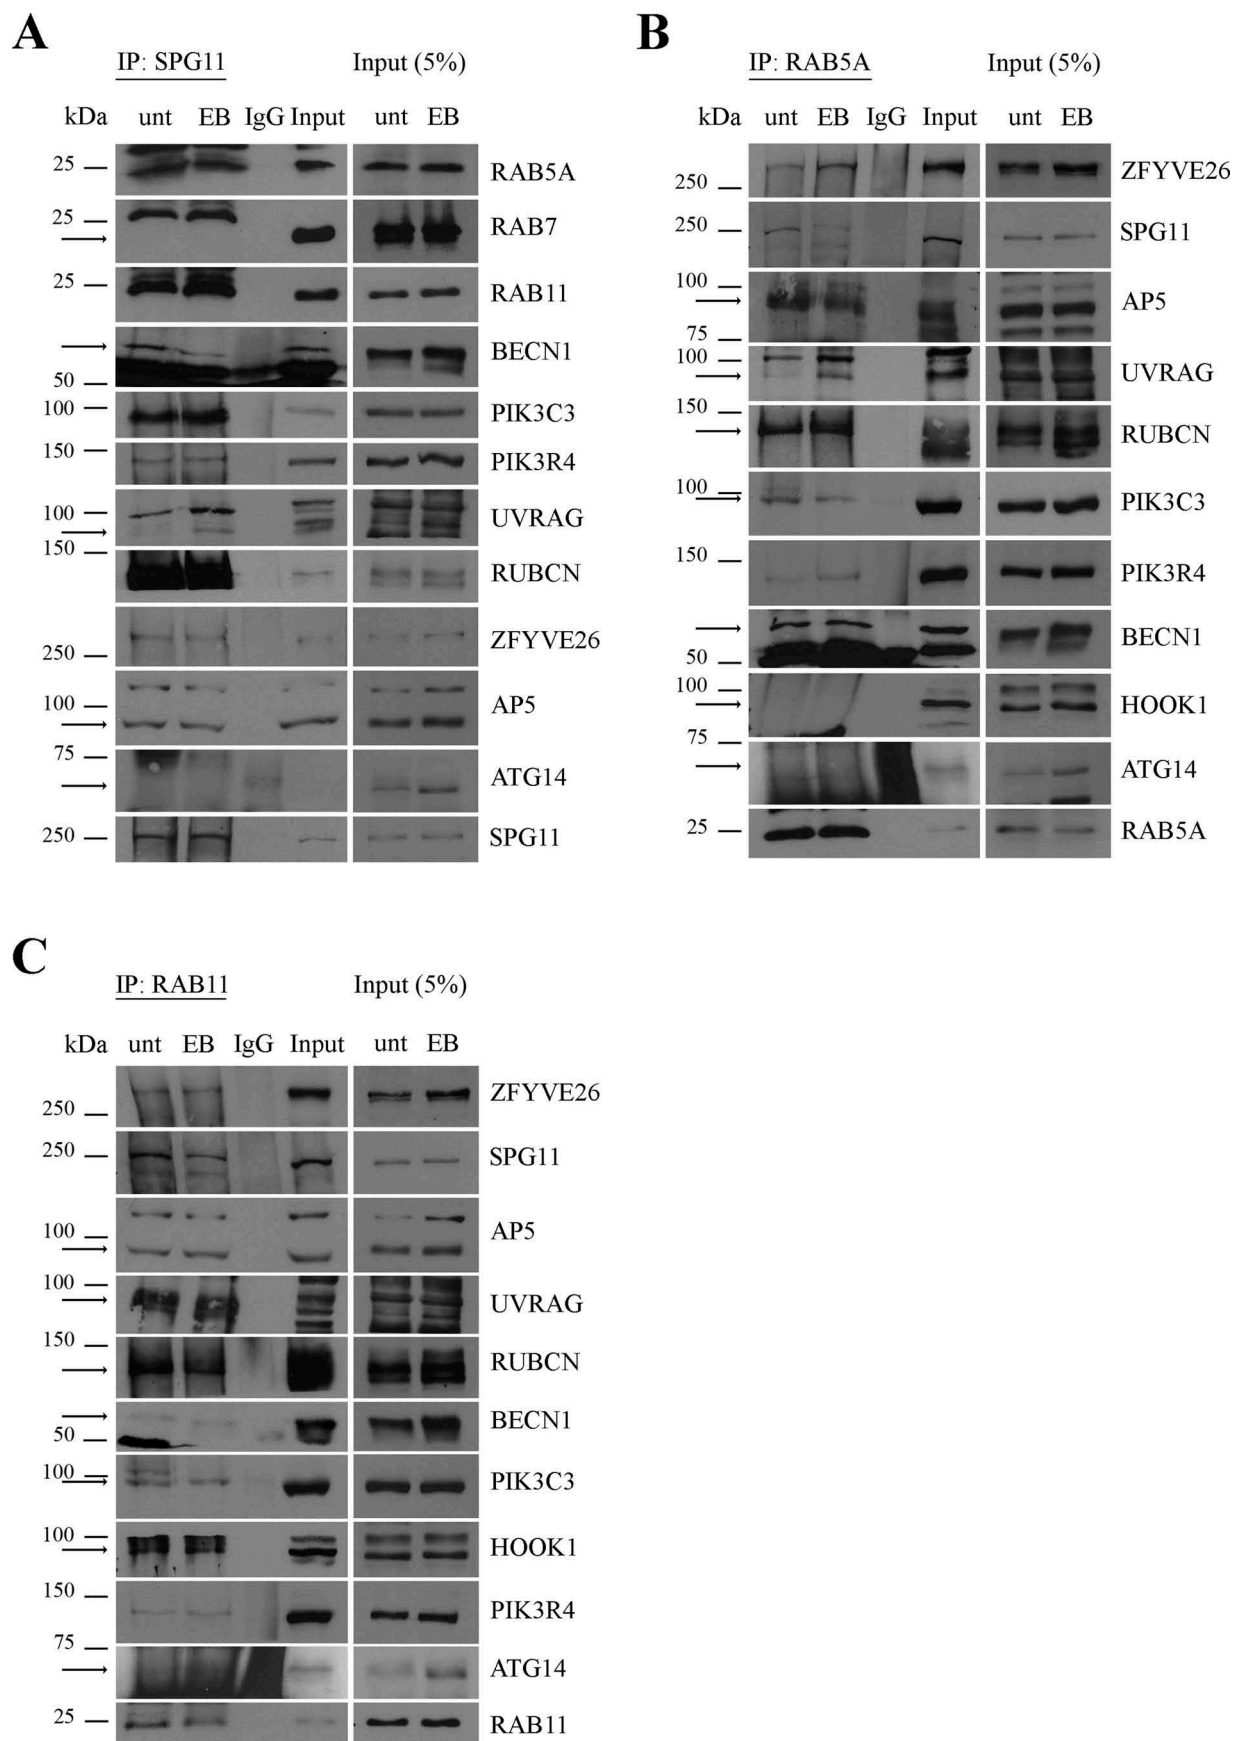 A
IP: SPG11 Input (5%)
kDa unt EB IgG Input unt EB
25 RAB5A
25 RAB7
25 RAB11
50 BECN1
100 PIK3C3
150 PIK3R4
100 UVRAG
150 RUBCN
250 ZFYVE26
100 AP5
75 ATG14
250 SPG11
B
IP: RAB5A Input (5%)
kDa unt EB IgG Input unt EB
250 ZFYVE26
250 SPG11
100 AP5
75
100 UVRAG
150 RUBCN
100 PIK3C3
150 PIK3R4
50 BECN1
100 HOOK1
75 ATG14
25 RAB5A
C
IP: RAB11 Input (5%)
kDa unt EB IgG Input unt EB
250 ZFYVE26
250 SPG11
100 AP5
100 UVRAG
150 RUBCN
50 BECN1
100 PIK3C3
100 HOOK1
150 PIK3R4
75 ATG14
25 RAB11